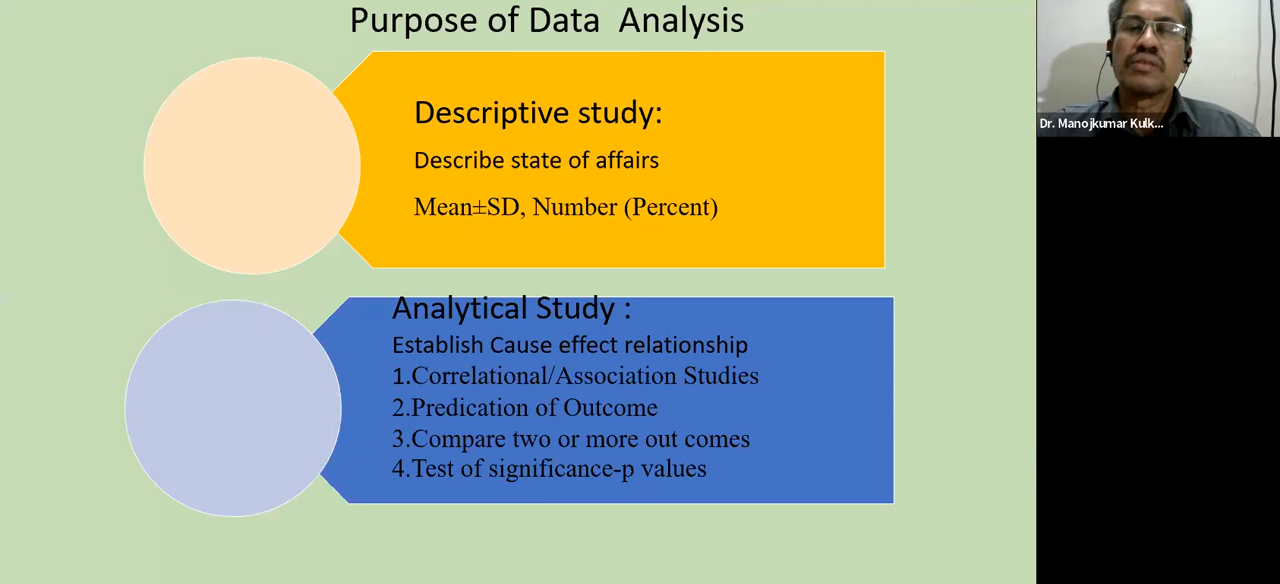 Purpose of Data  Analysis
Descriptive study:
Describe state of affairs
Mean±SD, Number (Percent)
Analytical Study :
Establish Cause effect relationship
1.Correlational/Association Studies
2.Predication of Outcome
3.Compare two or more out comes
4.Test of significance-p values
Dr. Manojkumar Kulk...